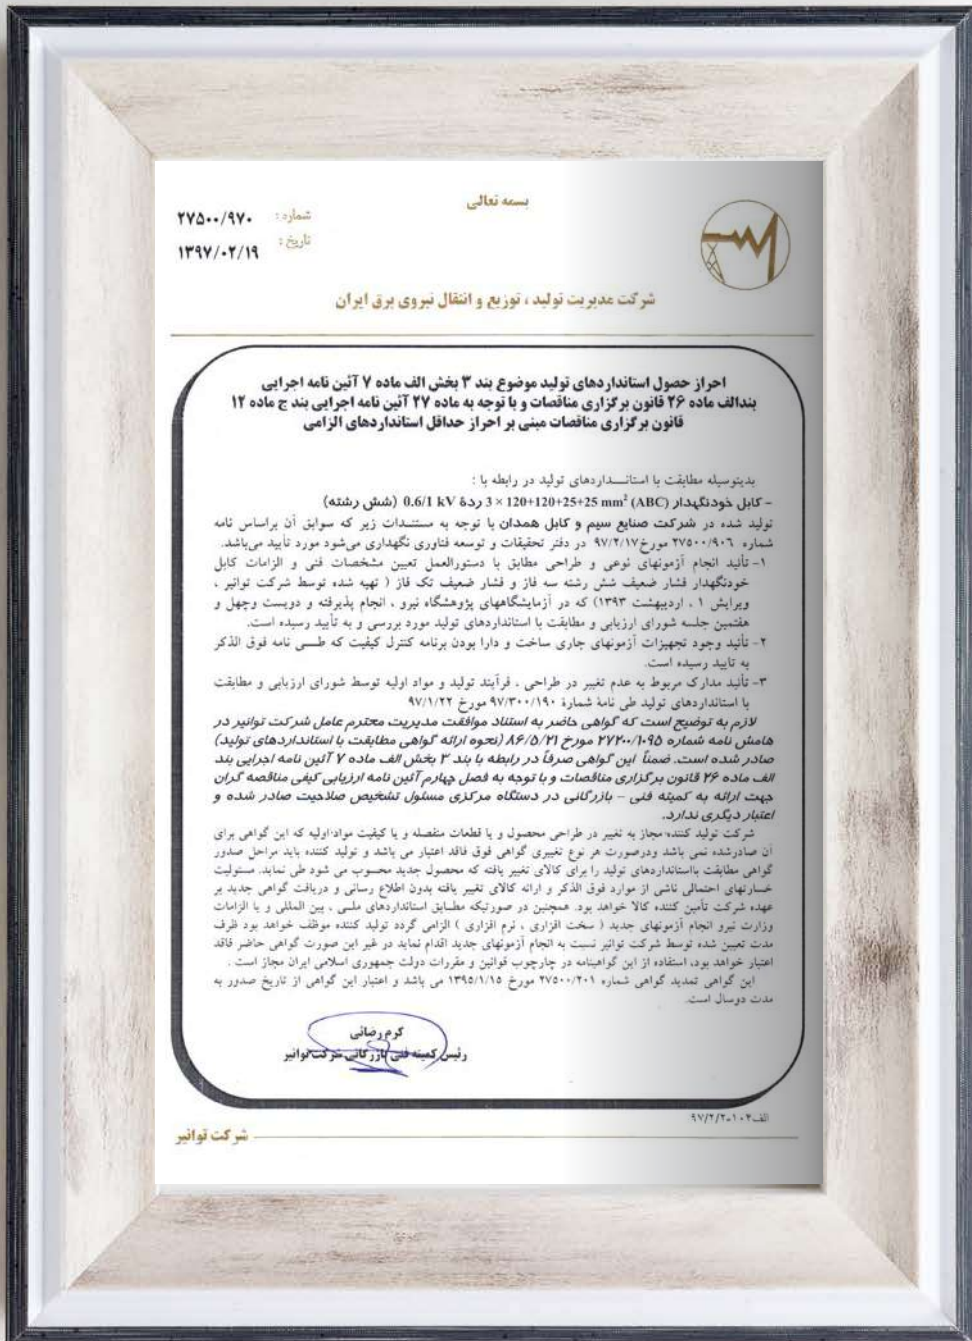 بسمه تعالی
شماره : ۲۷۵۰۰/۹۷۰
تاریخ : ۱۳۹۷/۰۲/۱۹
شرکت مدیریت تولید ، توزیع و انتقال نیروی برق ایران
احراز حصول استانداردهای تولید موضوع بند ۳ بخش الف ماده ۷ آئین نامه اجرایی
بندالف ماده ۲۶ قانون برگزاری مناقصات و با توجه به ماده ۲۷ آئین نامه اجرایی بند ج ماده ۱۲
قانون برگزاری مناقصات مبنی بر احراز حداقل استانداردهای الزامی
بدینوسیله مطابقت با استانـــداردهای تولید در رابطه با :
- کابل خودنگهدار (ABC) 3 × 120+120+25+25 mm² ردۀ 0.6/1 kV (شش رشته)
تولید شده در شرکت صنایع سیم و کابل همدان با توجه به مستنـدات زیر که سوابق آن براساس نامه
شماره ۲۷۵۰۰/۹۰۶ مورخ ۹۷/۲/۱۷ در دفتر تحقیقات و توسعه فناوری نگهداری می‌شود مورد تأیید می‌باشد.
۱- تأئید انجام آزمونهای نوعی و طراحی مطابق با دستورالعمل تعیین مشخصات فنی و الزامات کابل
خودنگهدار فشار ضعیف شش رشته سه فاز و فشار ضعیف تک فاز ( تهیه شده توسط شرکت توانیر ،
ویرایش ۱ ، اردیبهشت ۱۳۹۳) که در آزمایشگاههای پژوهشگاه نیرو ، انجام پذیرفته و دویست وچهل و
هفتمین جلسه شورای ارزیابی و مطابقت با استانداردهای تولید مورد بررسی و به تأیید رسیده است.
۲- تأئید وجود تجهیزات آزمونهای جاری ساخت و دارا بودن برنامه کنترل کیفیت که طـــی نامه فوق الذکر
به تایید رسیده است.
۳- تأئید مدارک مربوط به عدم تغییر در طراحی ، فرآیند تولید و مواد اولیه توسط شورای ارزیابی و مطابقت
با استانداردهای تولید طی نامۀ شمارۀ ۹۷/۳۰۰/۱۹۰ مورخ ۹۷/۱/۲۲
لازم به توضیح است که گواهی حاضر به استناد موافقت مدیریت محترم عامل شرکت توانیر در
هامش نامه شماره ۲۷۲۰۰/۱۰۹۵ مورخ ۸۶/۵/۲۱ (نحوه ارائه گواهی مطابقت با استانداردهای تولید)
صادر شده است. ضمناً این گواهی صرفاً در رابطه با بند ۳ بخش الف ماده ۷ آئین نامه اجرایی بند
الف ماده ۲۶ قانون برگزاری مناقصات و با توجه به فصل چهارم آئین نامه ارزیابی کیفی مناقصه گران
جهت ارائه به کمیته فنی – بازرگانی در دستگاه مرکزی مسئول تشخیص صلاحیت صادر شده و
اعتبار دیگری ندارد.
شرکت تولید کننده مجاز به تغییر در طراحی محصول و یا قطعات منفصله و یا کیفیت مواداولیه که این گواهی برای
آن صادرشده نمی باشد ودرصورت هر نوع تغییری گواهی فوق فاقد اعتبار می باشد و تولید کننده باید مراحل صدور
گواهی مطابقت بااستانداردهای تولید را برای کالای تغییر یافته که محصول جدید محسوب می شود طی نماید. مسئولیت
خسارتهای احتمالی ناشی از موارد فوق الذکر و ارائه کالای تغییر یافته بدون اطلاع رسانی و دریافت گواهی جدید بر
عهده شرکت تأمین کننده کالا خواهد بود. همچنین در صورتیکه مطـابق استانداردهای ملـی ، بین المللی و یا الزامات
وزارت نیرو انجام آزمونهای جدید ( سخت افزاری ، نرم افزاری ) الزامی گردد تولید کننده موظف خواهد بود ظرف
مدت تعیین شده توسط شرکت توانیر نسبت به انجام آزمونهای جدید اقدام نماید در غیر این صورت گواهی حاضر فاقد
اعتبار خواهد بود، استفاده از این گواهینامه در چارچوب قوانین و مقررات دولت جمهوری اسلامی ایران مجاز است .
این گواهی تمدید گواهی شماره ۲۷۵۰۰/۲۰۱ مورخ ۱۳۹۵/۱/۱۵ می باشد و اعتبار این گواهی از تاریخ صدور به
مدت دوسال است.
کرم رضائی
رئیس کمیته فنی بازرگانی شرکت توانیر
شرکت توانیر